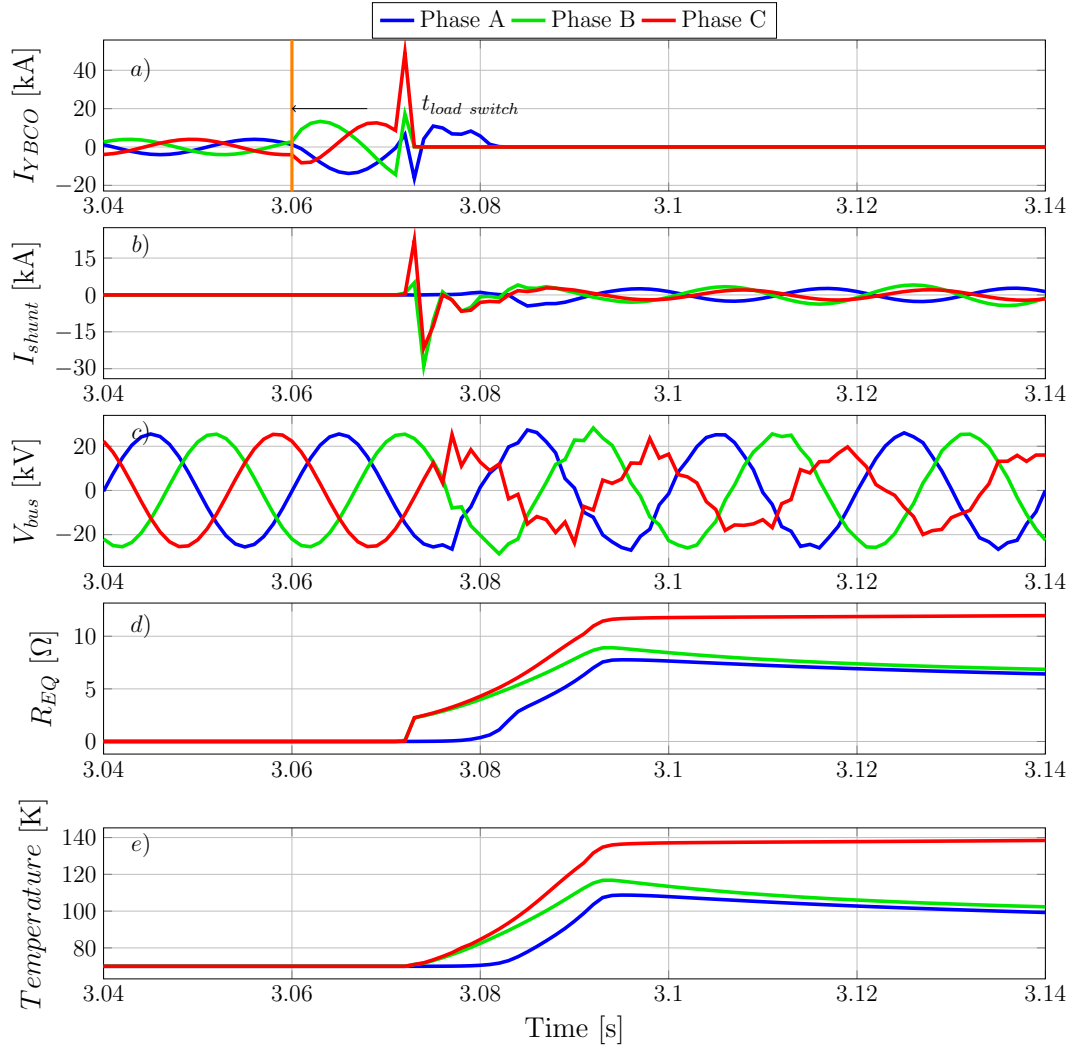 Phase A Phase B Phase C
I_YBCO [kA]
a)
40
20
0
−20
t_load switch
3.04 3.06 3.08 3.1 3.12 3.14
I_shunt [kA]
b)
15
0
−15
−30
3.04 3.06 3.08 3.1 3.12 3.14
V_bus [kV]
c)
20
0
−20
3.04 3.06 3.08 3.1 3.12 3.14
R_EQ [Ω]
d)
10
5
0
3.04 3.06 3.08 3.1 3.12 3.14
Temperature [K]
e)
140
120
100
80
3.04 3.06 3.08 3.1 3.12 3.14
Time [s]